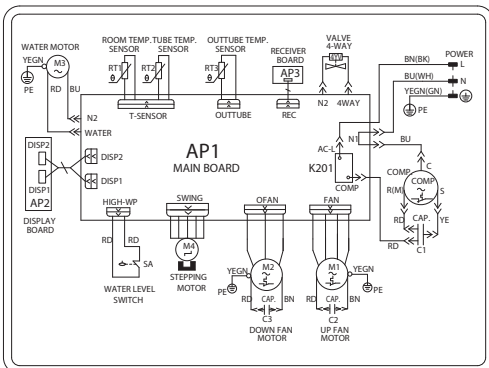 ROOM TEMP. TUBE TEMP.
SENSOR SENSOR
OUTTUBE TEMP.
SENSOR
RECEIVER
BOARD
VALVE
4-WAY
WATER MOTOR
YEGN
M3
PE
RD BU
RT1 RT2 RT3
θ θ θ
AP3
BN(BK)
POWER
L
BU(WH)
N
YEGN(GN)
PE
T-SENSOR
OUTTUBE
REC
N2 4WAY
N2
WATER
AP1
MAIN BOARD
N1
BU
AC-L
K201
COMP
DISP2
DISP1
AP2
DISPLAY
BOARD
DISP2
DISP1
C
COMP
COMP
R(M) S
RD CAP. YE
C1
RD
HIGH-WP
RD RD
SA
WATER LEVEL
SWITCH
SWING
M4
STEPPING
MOTOR
OFAN
YEGN
M2
PE
RD CAP. BN
C3
DOWN FAN
MOTOR
FAN
M1
YEGN
PE
RD CAP. BN
C2
UP FAN
MOTOR